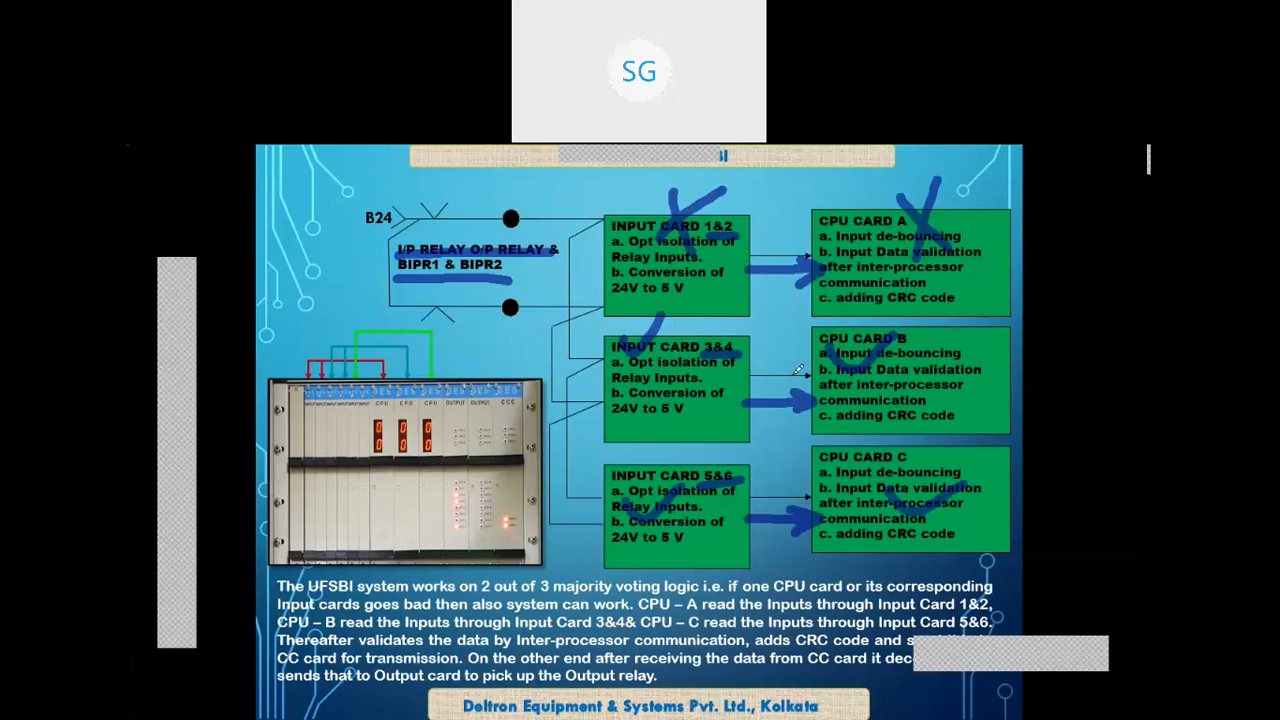 SG
B24
I/P RELAY O/P RELAY &
BIPR1 & BIPR2
INPUT CARD 1&2
a. Opt isolation of
Relay Inputs.
b. Conversion of
24V to 5 V
CPU CARD A
a. Input de-bouncing
b. Input Data validation
after inter-processor
communication
c. adding CRC code
INPUT CARD 3&4
a. Opt isolation of
Relay Inputs.
b. Conversion of
24V to 5 V
CPU CARD B
a. Input de-bouncing
b. Input Data validation
after inter-processor
communication
c. adding CRC code
INPUT CARD 5&6
a. Opt isolation of
Relay Inputs.
b. Conversion of
24V to 5 V
CPU CARD C
a. Input de-bouncing
b. Input Data validation
after inter-processor
communication
c. adding CRC code
CPU CPU CPU OUTPUT OUTPUT CCC
The UFSBI system works on 2 out of 3 majority voting logic i.e. if one CPU card or its corresponding
Input cards goes bad then also system can work. CPU – A read the Inputs through Input Card 1&2,
CPU – B read the Inputs through Input Card 3&4& CPU – C read the Inputs through Input Card 5&6.
Thereafter validates the data by Inter-processor communication, adds CRC code and
CC card for transmission. On the other end after receiving the data from CC card it
sends that to Output card to pick up the Output relay.
Deltron Equipment & Systems Pvt. Ltd., Kolkata